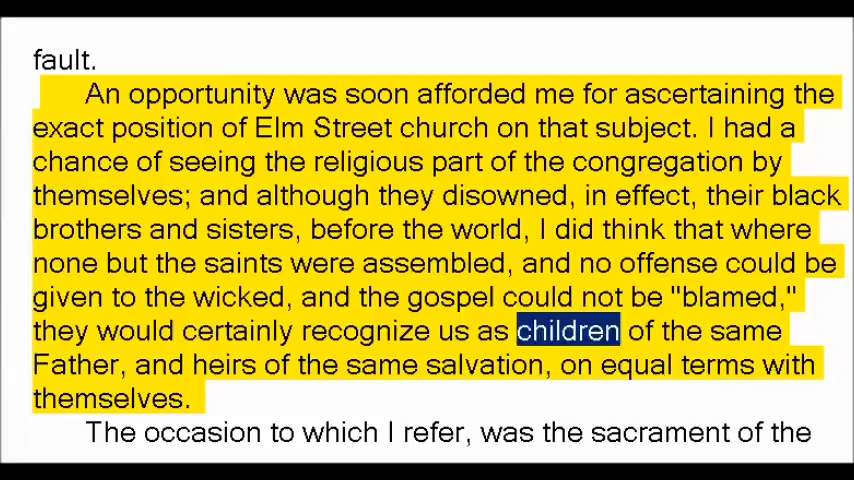 fault.
An opportunity was soon afforded me for ascertaining the
exact position of Elm Street church on that subject. I had a
chance of seeing the religious part of the congregation by
themselves; and although they disowned, in effect, their black
brothers and sisters, before the world, I did think that where
none but the saints were assembled, and no offense could be
given to the wicked, and the gospel could not be "blamed,"
they would certainly recognize us as children of the same
Father, and heirs of the same salvation, on equal terms with
themselves.
The occasion to which I refer, was the sacrament of the